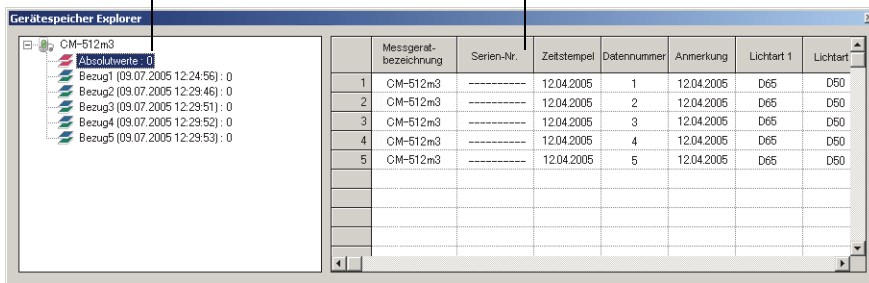 Gerätespeicher Explorer
CM-512m3
Absolutwerte : 0
Bezug1 (09.07.2005 12:24:56) : 0
Bezug2 (09.07.2005 12:29:46) : 0
Bezug3 (09.07.2005 12:29:51) : 0
Bezug4 (09.07.2005 12:29:52) : 0
Bezug5 (09.07.2005 12:29:53) : 0
Messgerat-bezeichnung Serien-Nr. Zeitstempel Datennummer Anmerkung Lichtart 1 Lichtart
1 CM-512m3 ---------- 12.04.2005 1 12.04.2005 D65 D50
2 CM-512m3 ---------- 12.04.2005 2 12.04.2005 D65 D50
3 CM-512m3 ---------- 12.04.2005 3 12.04.2005 D65 D50
4 CM-512m3 ---------- 12.04.2005 4 12.04.2005 D65 D50
5 CM-512m3 ---------- 12.04.2005 5 12.04.2005 D65 D50